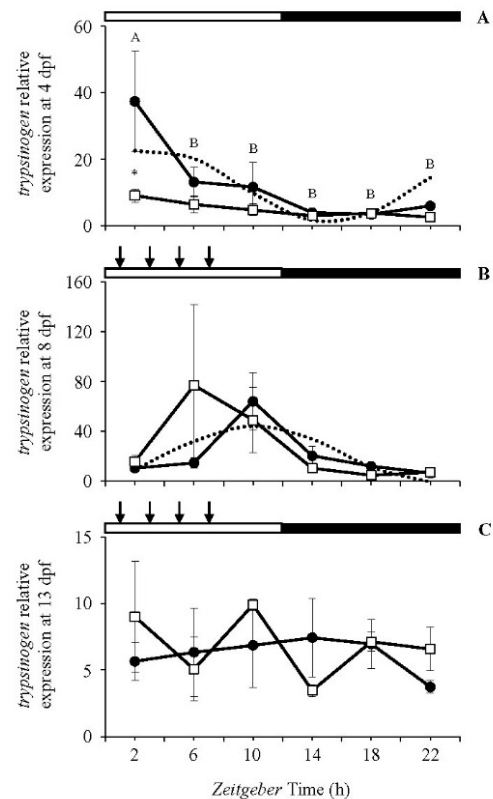 A
60
40
20
0
trypsinogen relative
expression at 4 dpf
A
*
B
B
B
B
B
B
160
120
80
40
0
trypsinogen relative
expression at 8 dpf
C
15
10
5
0
trypsinogen relative
expression at 13 dpf
2 6 10 14 18 22
Zeitgeber Time (h)